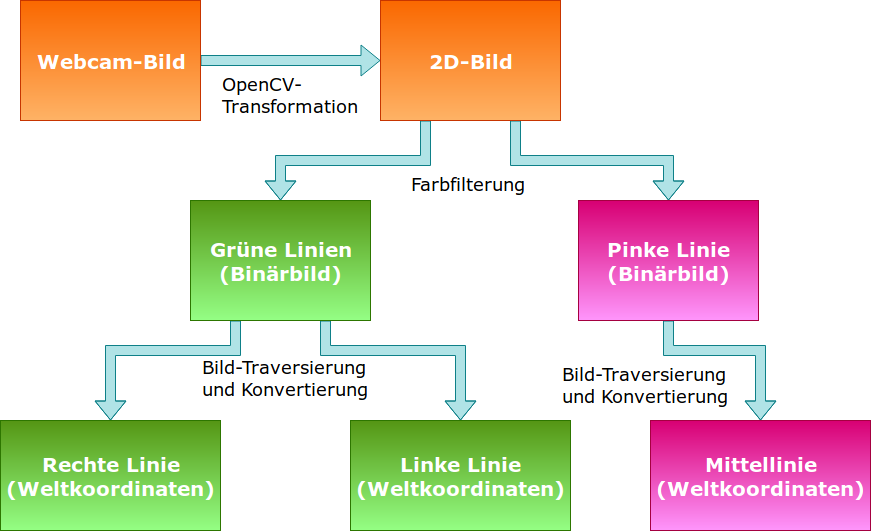 Webcam-Bild
2D-Bild
OpenCV-
Transformation
Farbfilterung
Grüne Linien
(Binärbild)
Pinke Linie
(Binärbild)
Bild-Traversierung
und Konvertierung
Bild-Traversierung
und Konvertierung
Rechte Linie
(Weltkoordinaten)
Linke Linie
(Weltkoordinaten)
Mittellinie
(Weltkoordinaten)